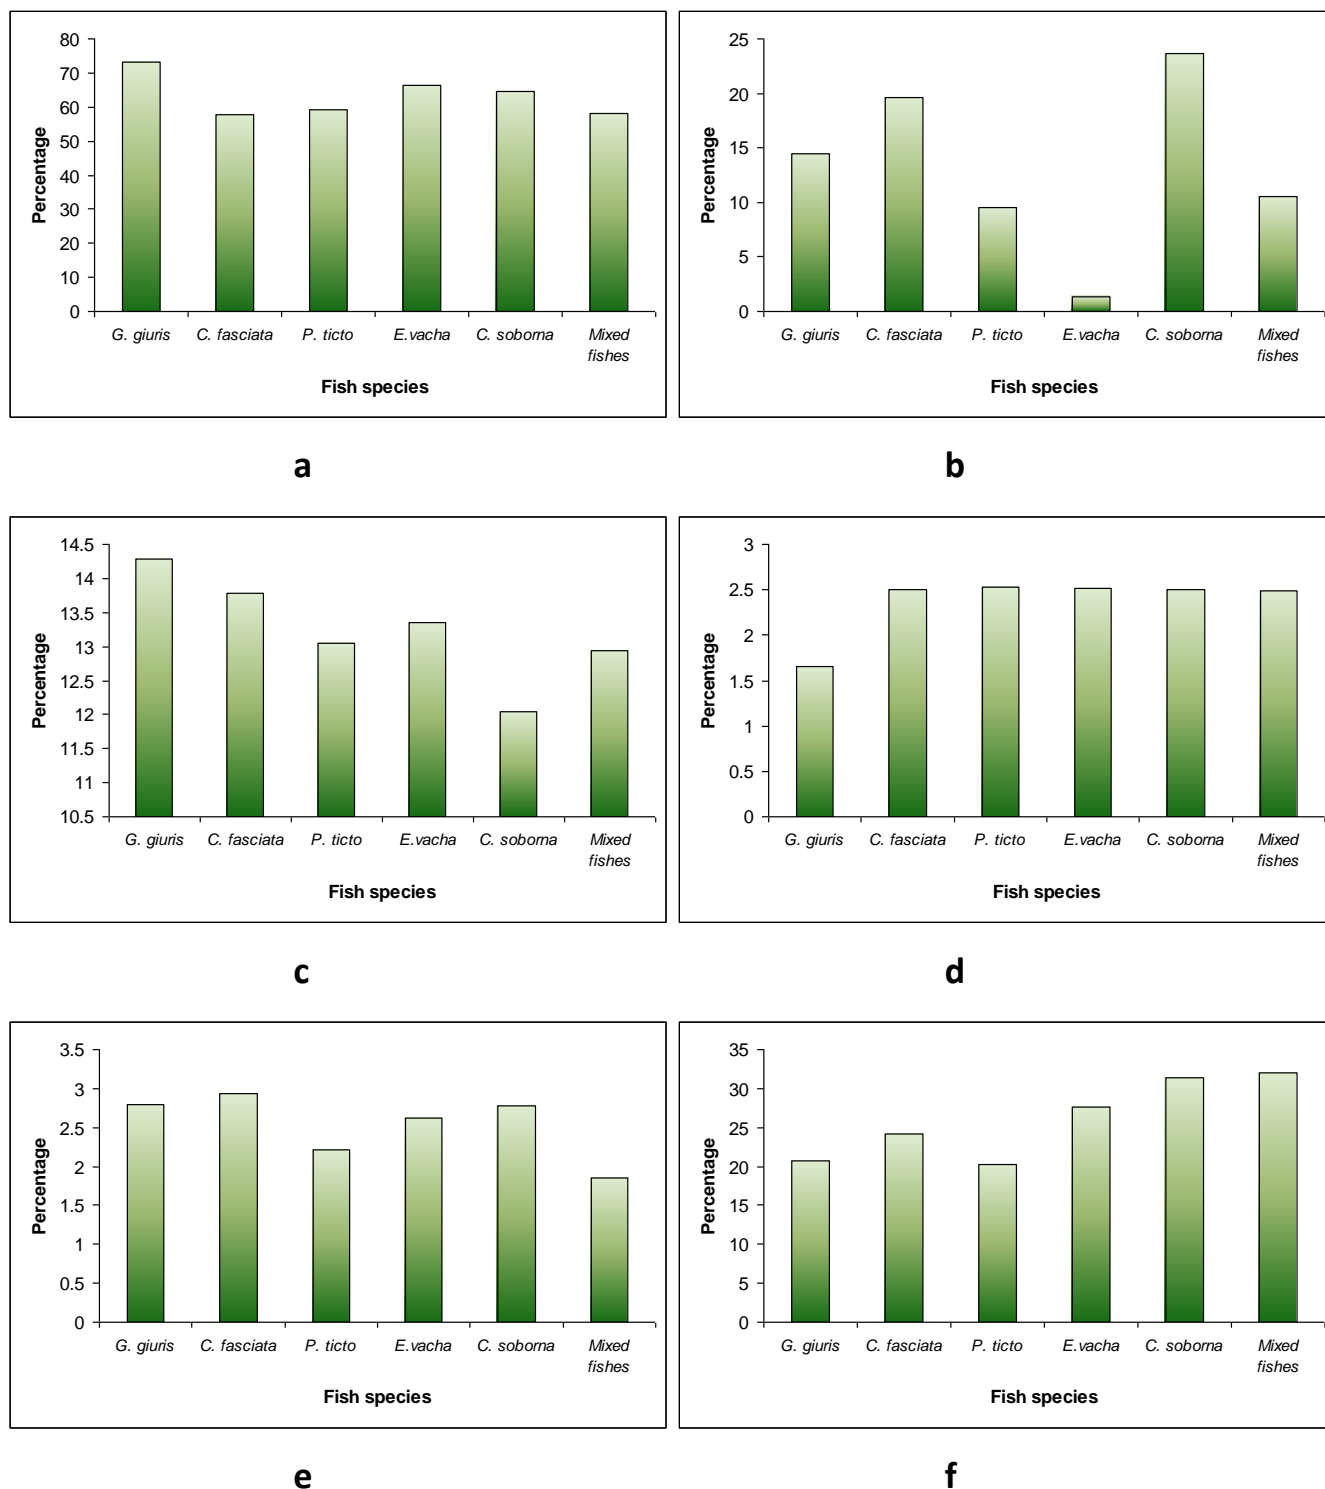 80
70
60
50
40
30
20
10
0
Percentage
G. giuris C. fasciata P. ticto E.vacha C. soborna Mixed
fishes
Fish species
a
25
20
15
10
5
0
Percentage
G. giuris C. fasciata P. ticto E.vacha C. soborna Mixed
fishes
Fish species
b
14.5
14
13.5
13
12.5
12
11.5
11
10.5
Percentage
G. giuris C. fasciata P. ticto E.vacha C. soborna Mixed
fishes
Fish species
c
3
2.5
2
1.5
1
0.5
0
Percentage
G. giuris C. fasciata P. ticto E.vacha C. soborna Mixed
fishes
Fish species
d
3.5
3
2.5
2
1.5
1
0.5
0
Percentage
G. giuris C. fasciata P. ticto E.vacha C. soborna Mixed
fishes
Fish species
e
35
30
25
20
15
10
5
0
Percentage
G. giuris C. fasciata P. ticto E.vacha C. soborna Mixed
fishes
Fish species
f